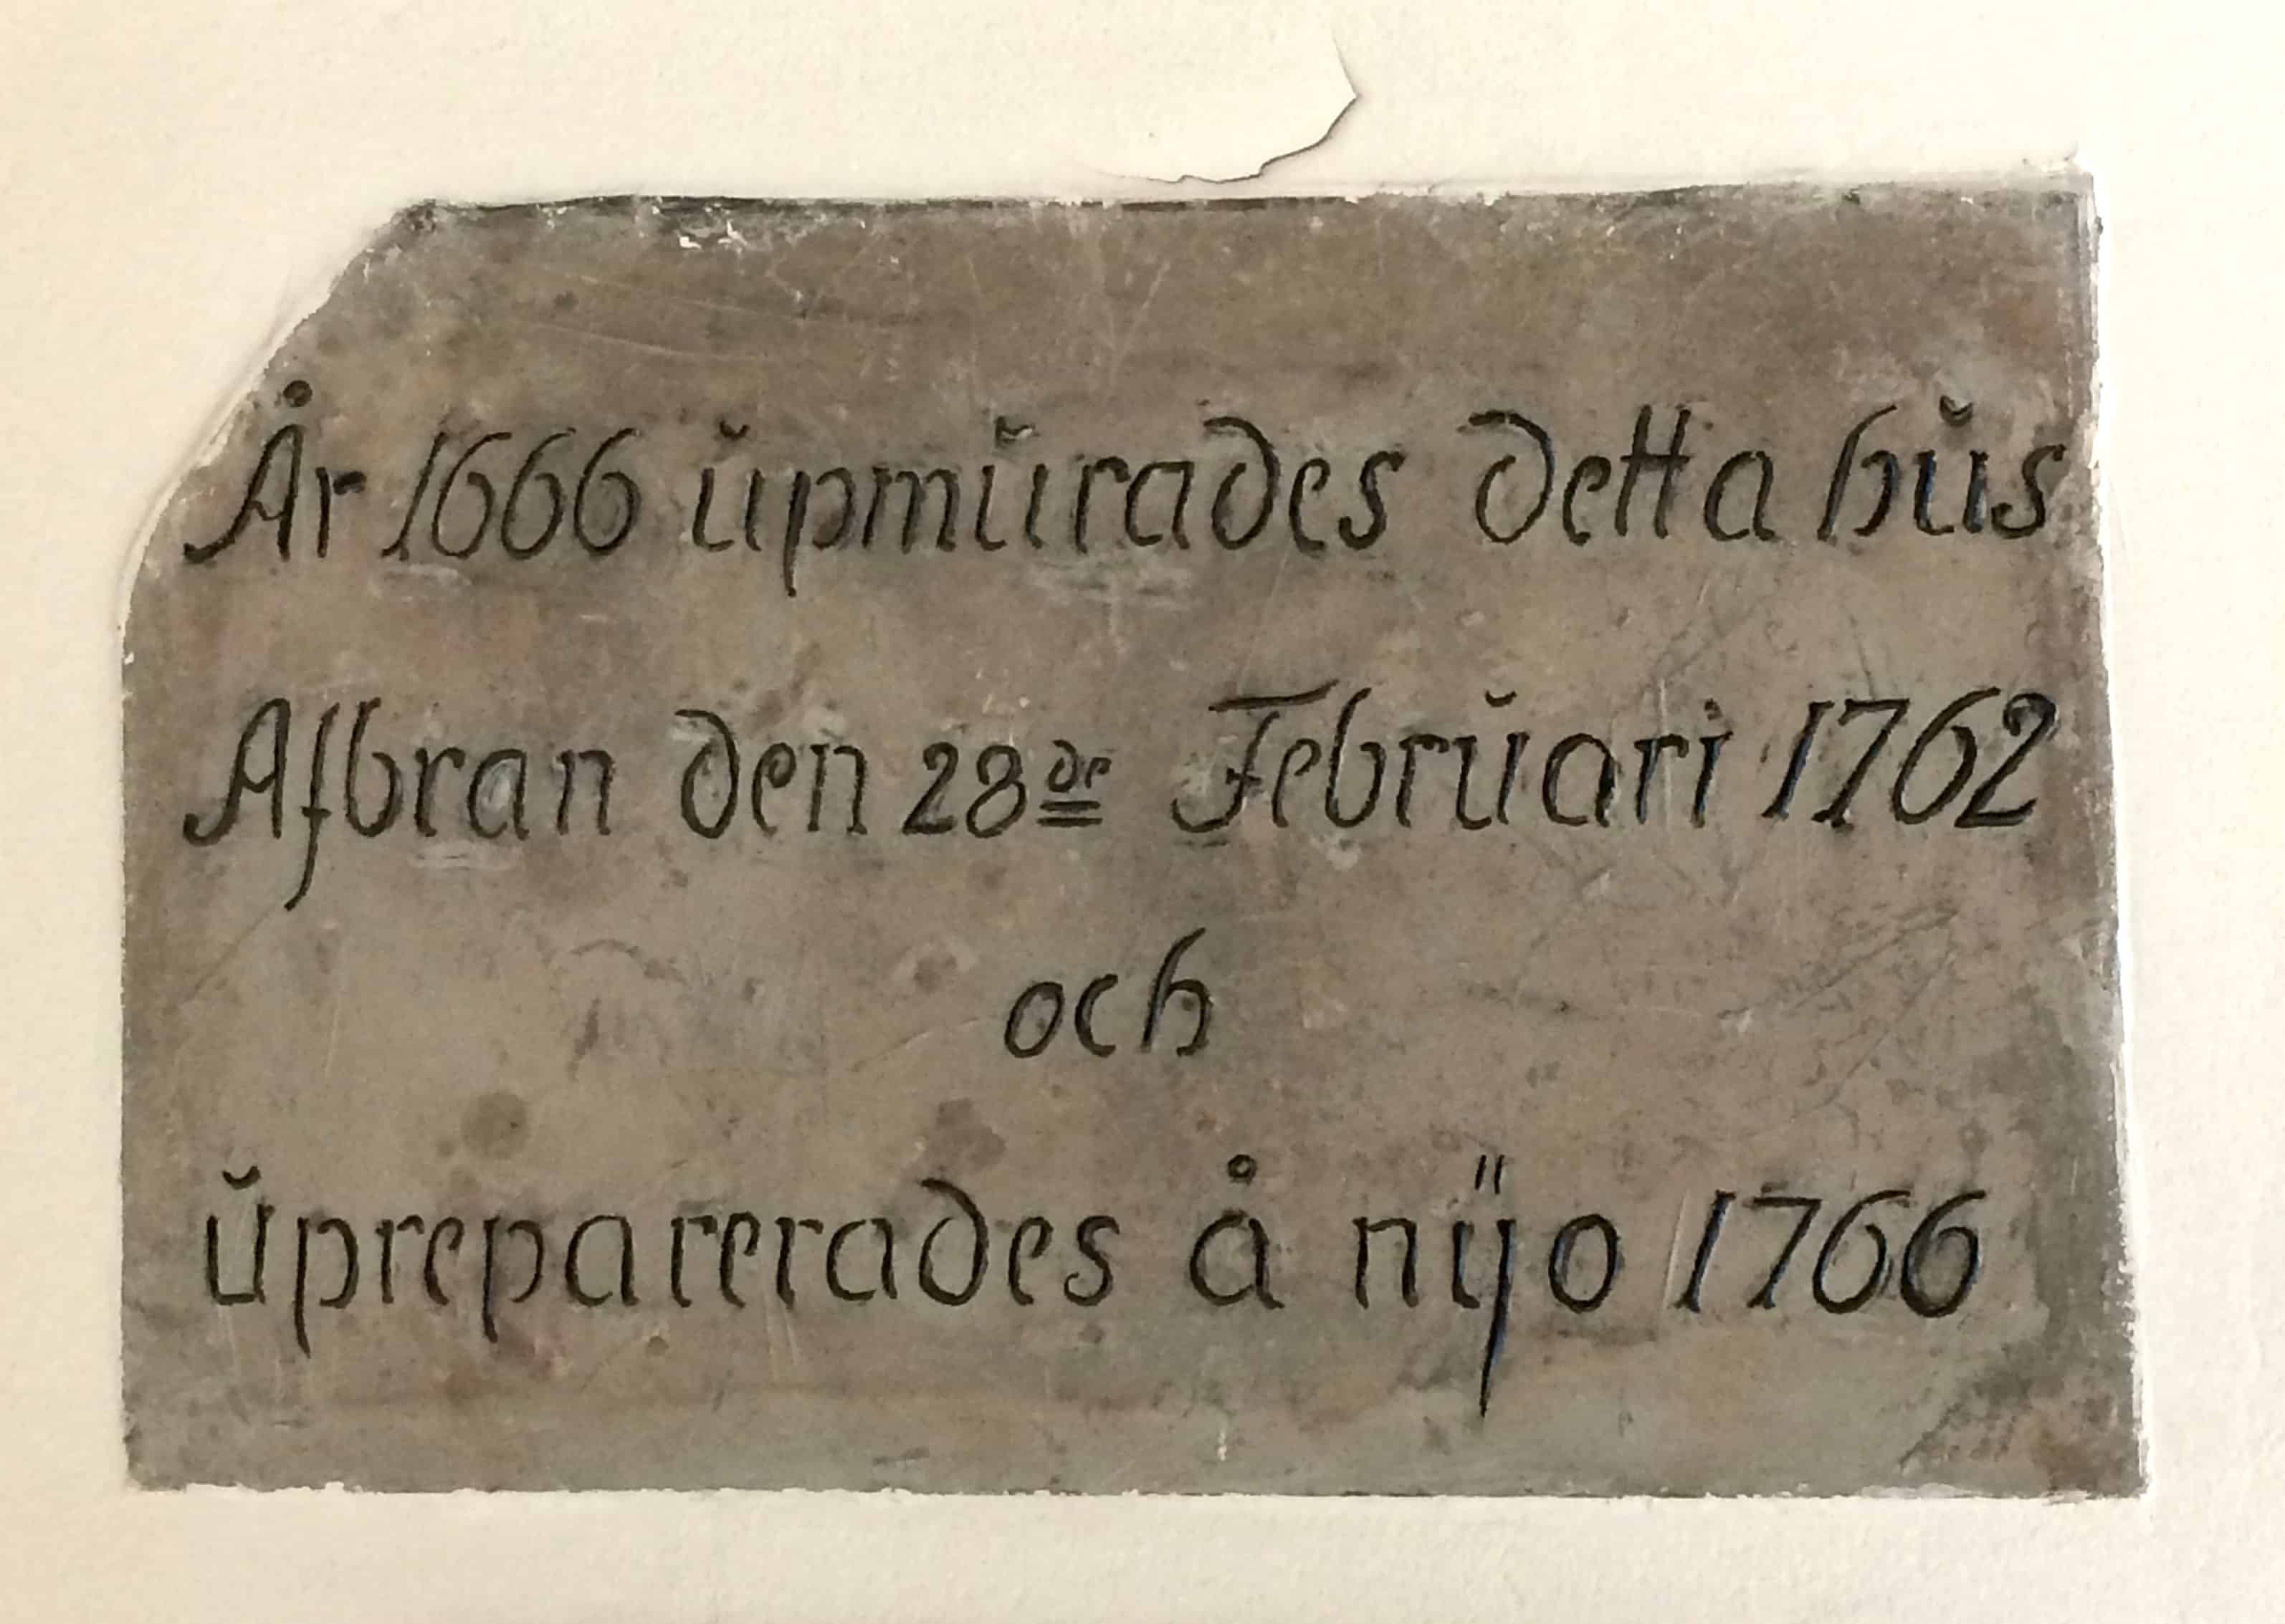 År 1666 ŭpmŭrades detta hŭs
Afbran den 28de Febrŭari 1762
och
ŭpreparerades å nÿo 1766